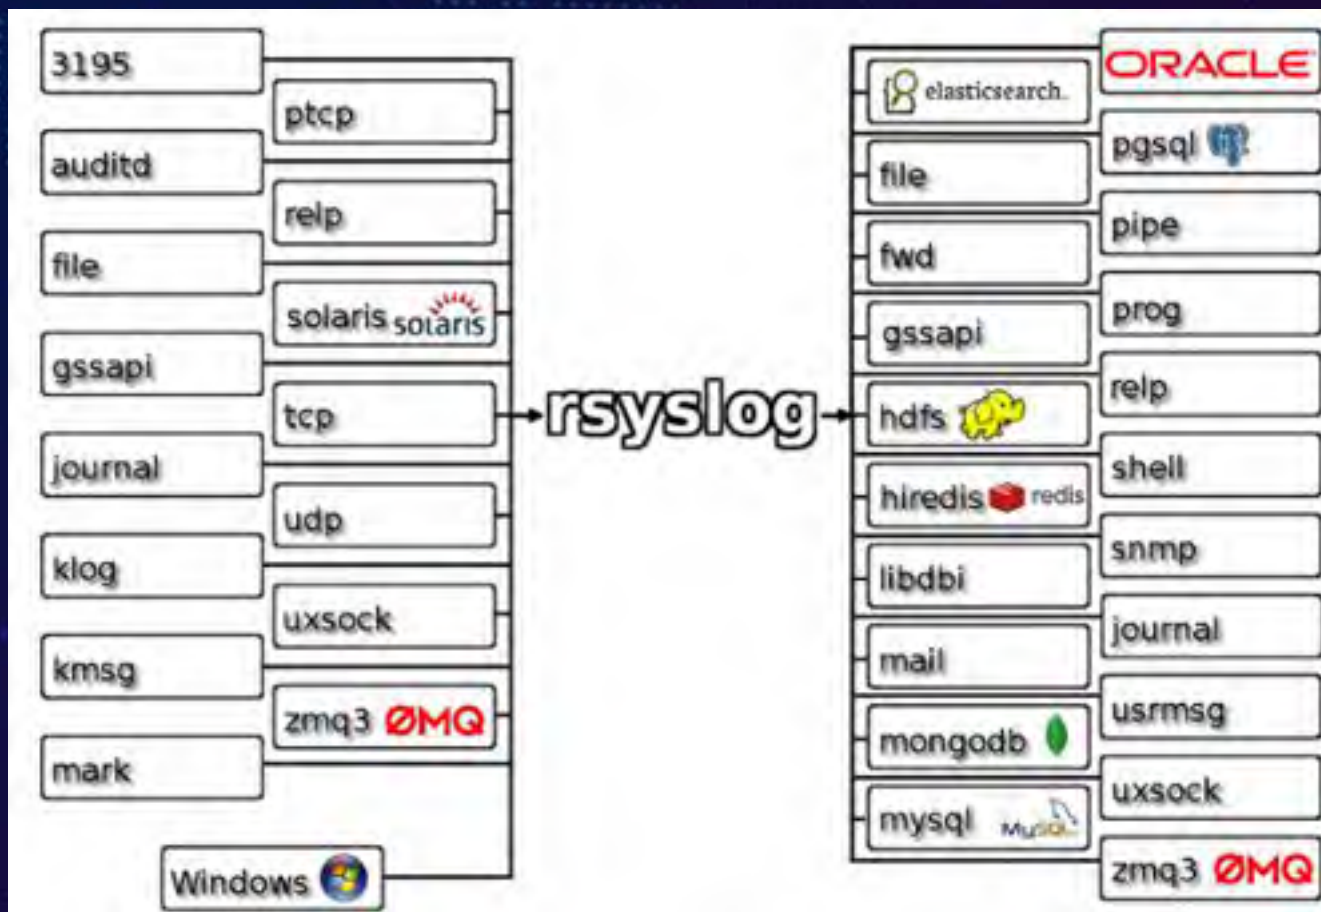 3195
ptcp
auditd
relp
file
solaris solaris
gssapi
tcp
journal
udp
klog
uxsock
kmsg
zmq3 ØMQ
mark
Windows
rsyslog
ORACLE
elasticsearch.
pgsql
file
pipe
fwd
prog
gssapi
relp
hdfs
shell
hiredis redis
snmp
libdbi
journal
mail
usrmsg
mongodb
uxsock
mysql MySQL
zmq3 ØMQ